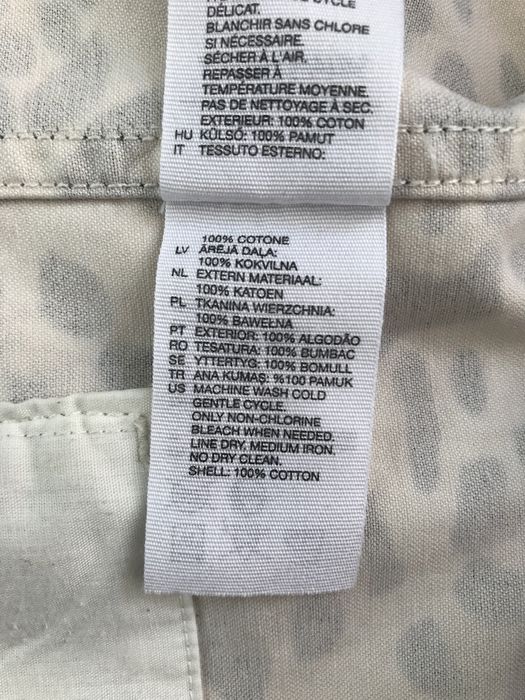 CYCLE
DÉLICAT.
BLANCHIR SANS CHLORE
SI NÉCESSAIRE.
SÉCHER À L'AIR.
REPASSER À
TEMPÉRATURE MOYENNE.
PAS DE NETTOYAGE À SEC.
EXTERIEUR: 100% COTON
HU KÜLSŐ: 100% PAMUT
IT TESSUTO ESTERNO:
100% COTONE
LV ĀRĒJĀ DAĻA:
100% KOKVILNA
NL EXTERN MATERIAAL:
100% KATOEN
PL TKANINA WIERZCHNIA:
100% BAWEŁNA
PT EXTERIOR: 100% ALGODÃO
RO TESATURA: 100% BUMBAC
SE YTTERTYG: 100% BOMULL
TR ANA KUMAŞ: %100 PAMUK
US MACHINE WASH COLD
GENTLE CYCLE.
ONLY NON-CHLORINE
BLEACH WHEN NEEDED.
LINE DRY. MEDIUM IRON.
NO DRY CLEAN.
SHELL: 100% COTTON